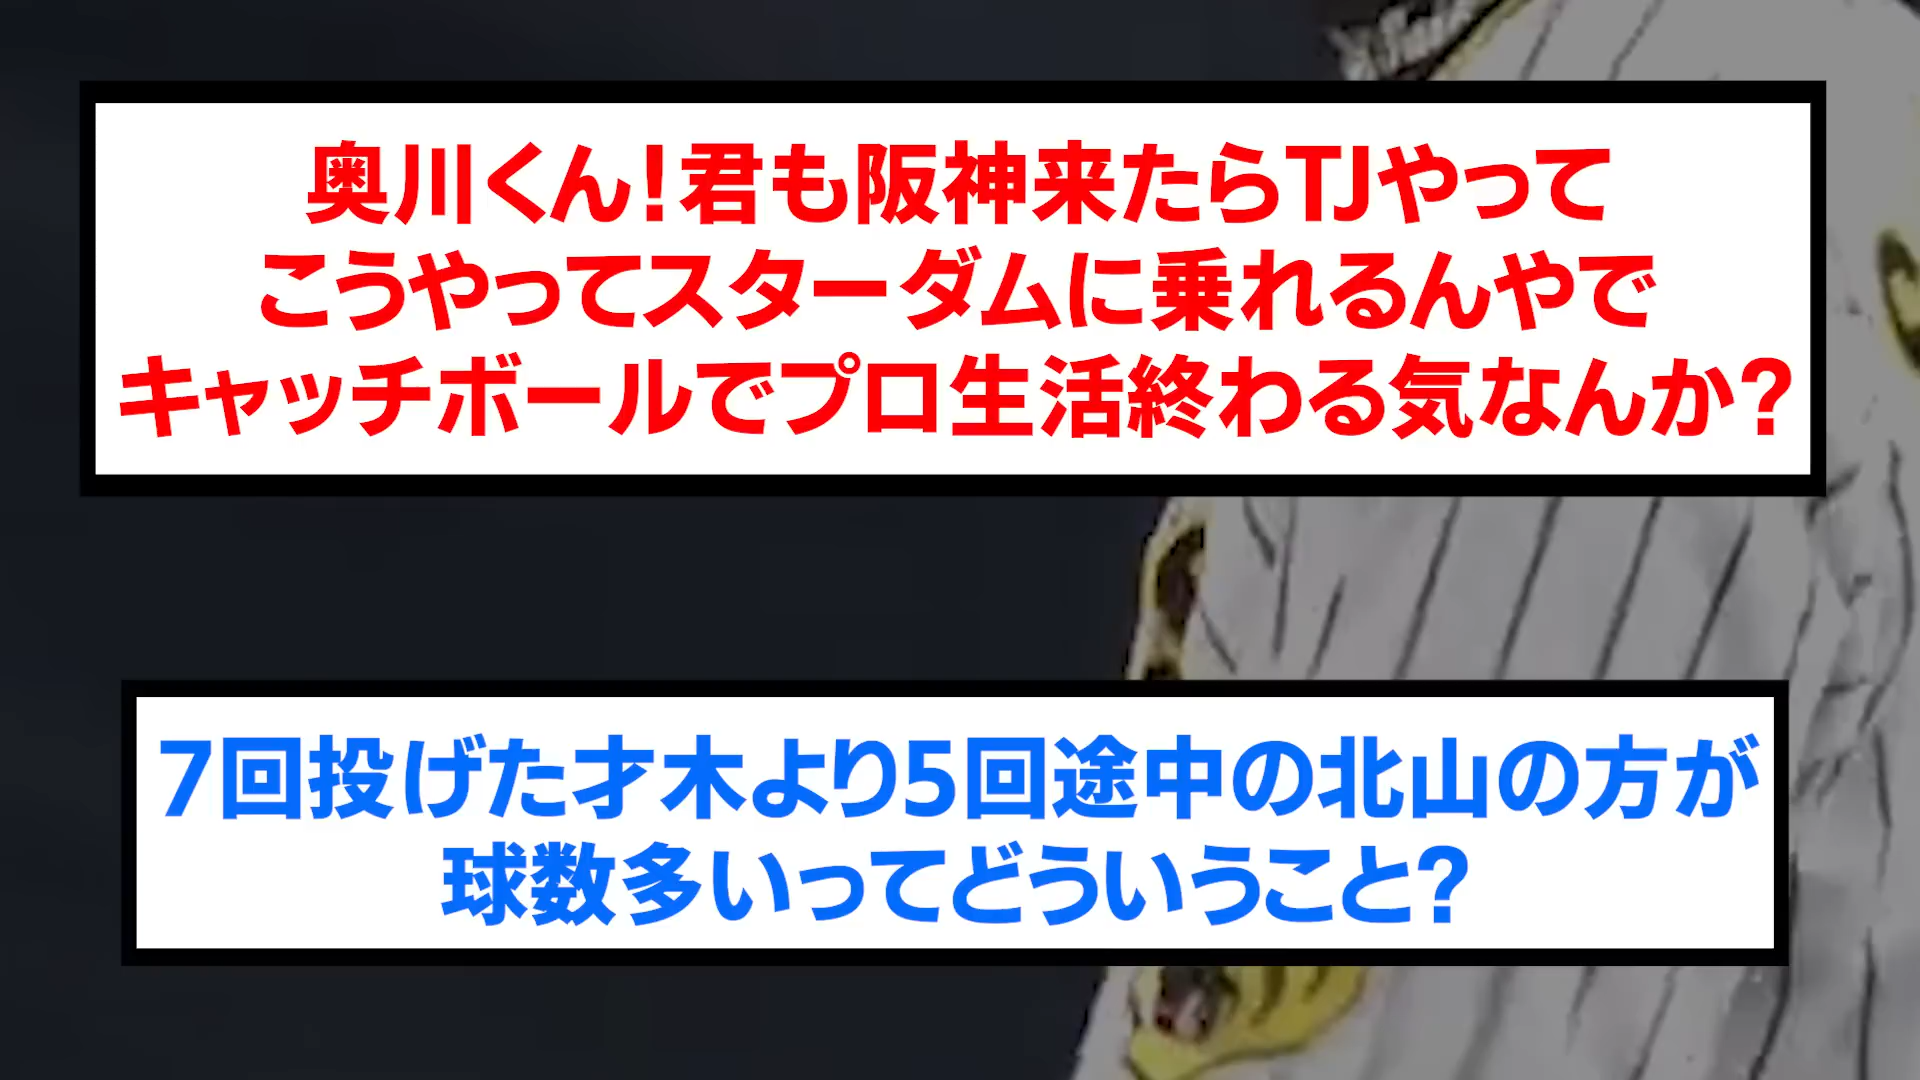 奥川くん！君も阪神来たらTJやって
こうやってスターダムに乗れるんやで
キャッチボールでプロ生活終わる気なんか？
7回投げた才木より5回途中の北山の方が
球数多いってどういうこと？